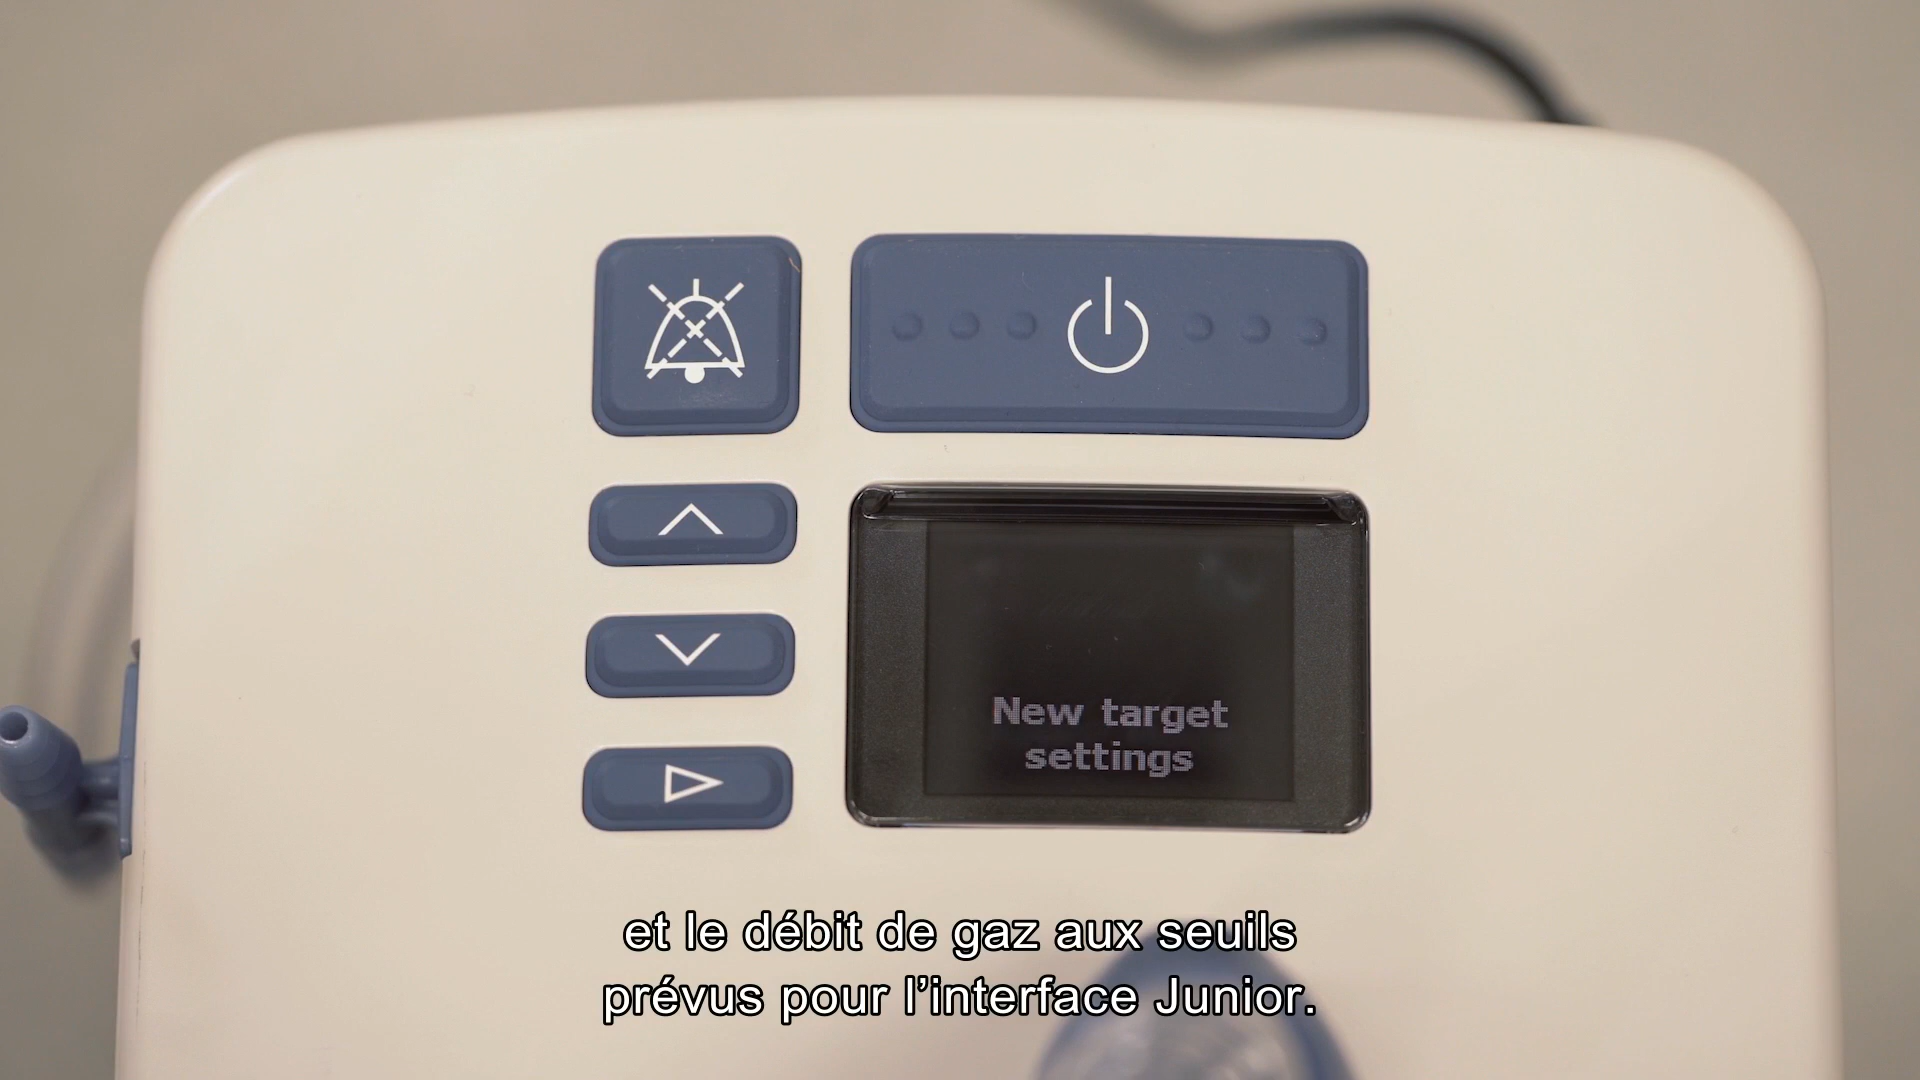 New target
settings
et le débit de gaz aux seuils
prévus pour l’interface Junior.